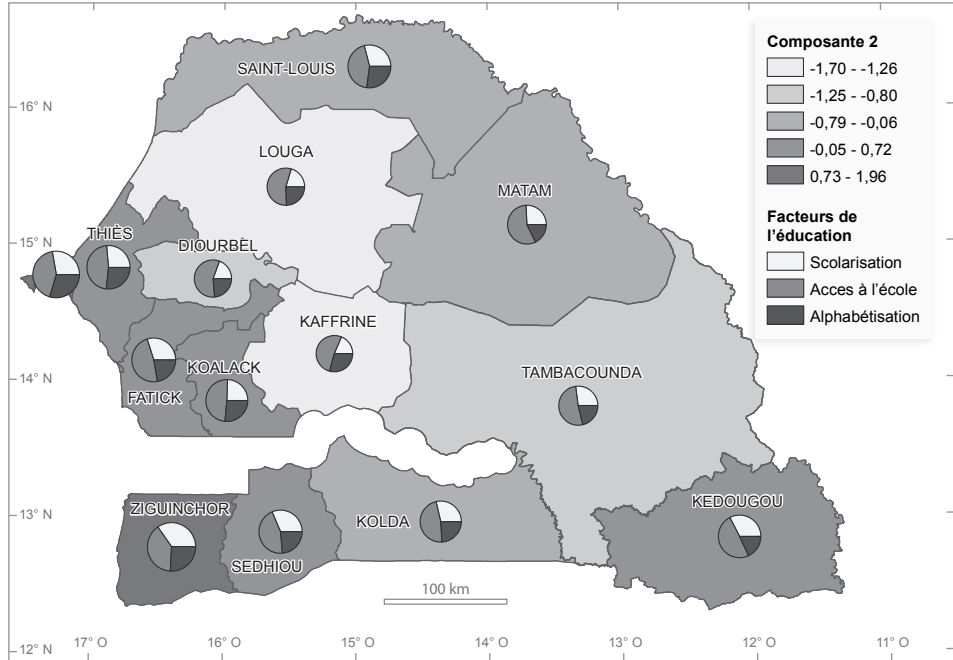 Composante 2
-1,70 - -1,26
-1,25 - -0,80
-0,79 - -0,06
-0,05 - 0,72
0,73 - 1,96
Facteurs de
l'éducation
Scolarisation
Acces à l'école
Alphabétisation
SAINT-LOUIS
LOUGA
MATAM
THIÈS
DIOURBEL
KAFFRINE
KOALACK
FATICK
TAMBACOUNDA
ZIGUINCHOR
SEDHIOU
KOLDA
KEDOUGOU
100 km
16° N
15° N
14° N
13° N
12° N
17° O
16° O
15° O
14° O
13° O
12° O
11° O